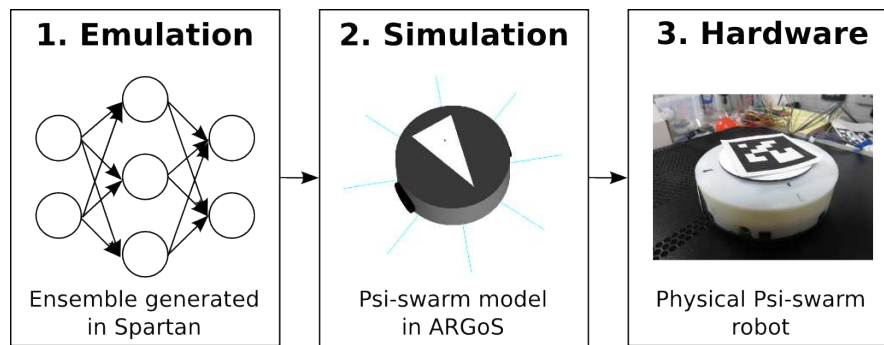 1. Emulation
Ensemble generated
in Spartan
2. Simulation
Psi-swarm model
in ARGoS
3. Hardware
Physical Psi-swarm
robot